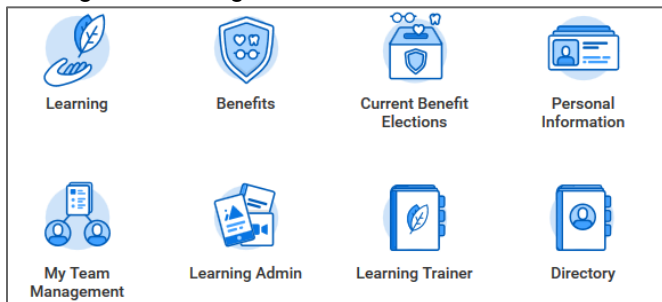 Learning
Benefits
Current Benefit
Elections
Personal
Information
My Team
Management
Learning Admin
Learning Trainer
Directory